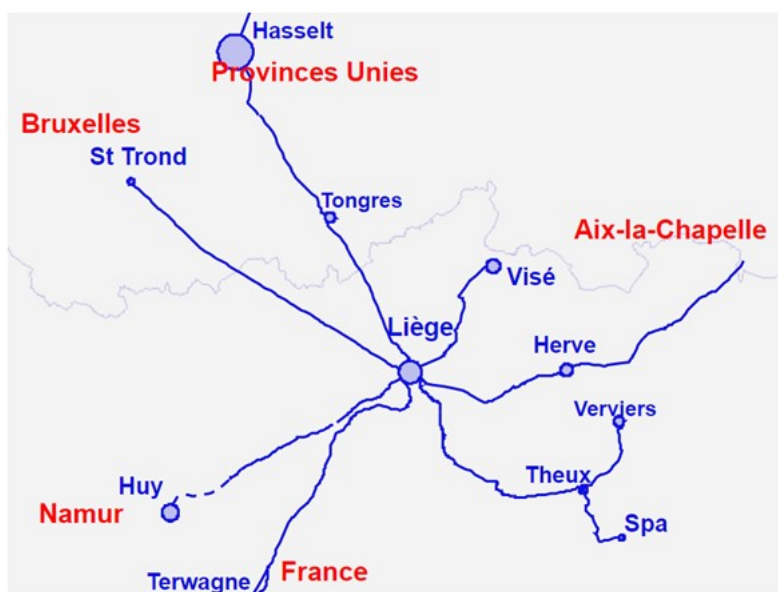 Hasselt
Provinces Unies
Bruxelles
St Trond
Tongres
Aix-la-Chapelle
Visé
Liège
Herve
Verviers
Theux
Huy
Namur
Spa
France
Terwagne